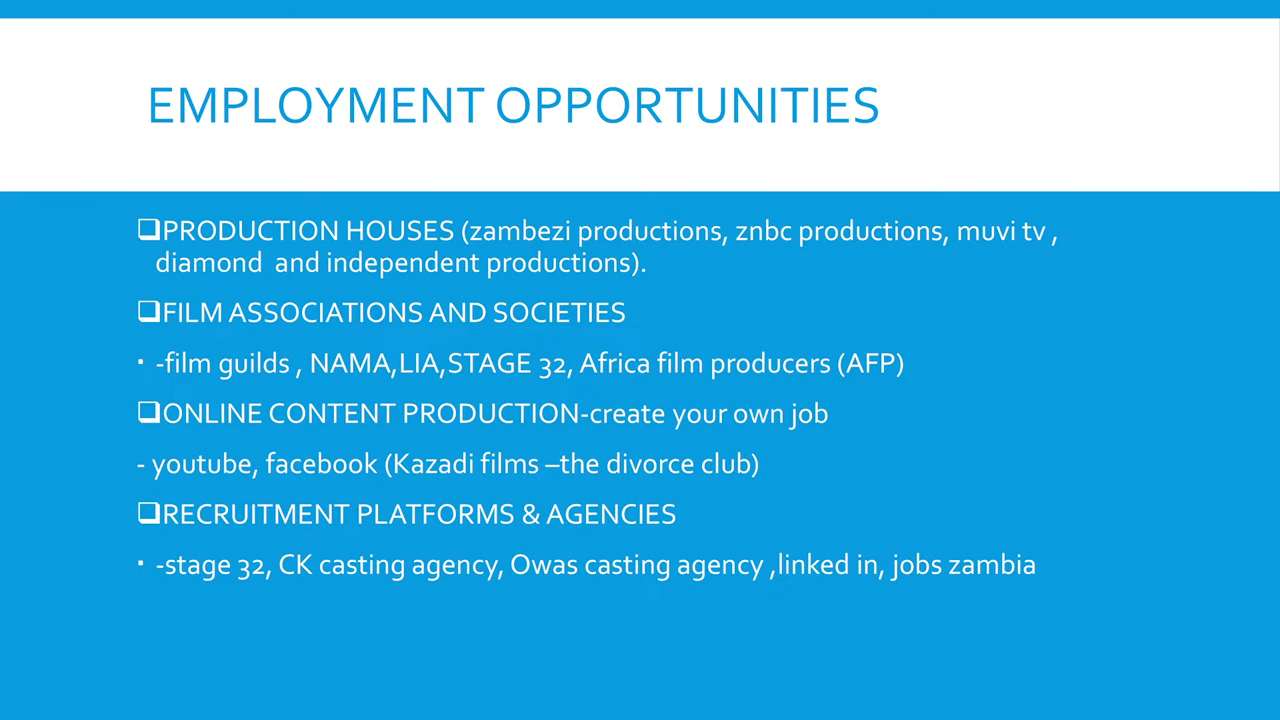 EMPLOYMENT OPPORTUNITIES
❑PRODUCTION HOUSES (zambezi productions, znbc productions, muvi tv ,
diamond and independent productions).
❑FILM ASSOCIATIONS AND SOCIETIES
▪ -film guilds , NAMA,LIA,STAGE 32, Africa film producers (AFP)
❑ONLINE CONTENT PRODUCTION-create your own job
- youtube, facebook (Kazadi films –the divorce club)
❑RECRUITMENT PLATFORMS & AGENCIES
▪ -stage 32, CK casting agency, Owas casting agency ,linked in, jobs zambia